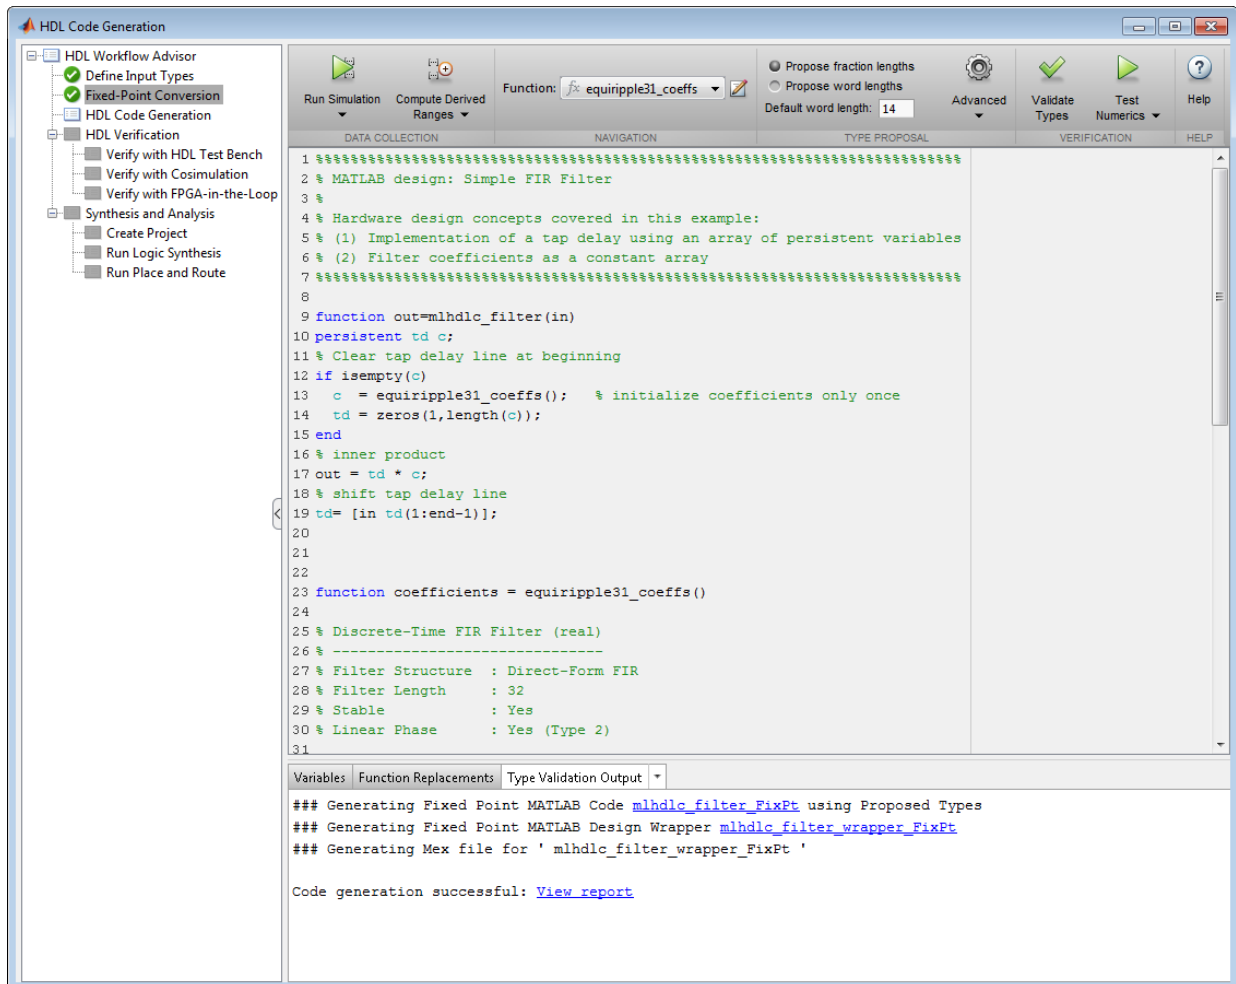 HDL Code Generation
HDL Workflow Advisor
Define Input Types
Fixed-Point Conversion
HDL Code Generation
HDL Verification
Verify with HDL Test Bench
Verify with Cosimulation
Verify with FPGA-in-the-Loop
Synthesis and Analysis
Create Project
Run Logic Synthesis
Run Place and Route
Run Simulation
Compute Derived Ranges
DATA COLLECTION
Function: fx equiripple31_coeffs
NAVIGATION
Propose fraction lengths
Propose word lengths
Default word length: 14
Advanced
TYPE PROPOSAL
Validate Types
Test Numerics
VERIFICATION
? Help
HELP
1 %%%%%%%%%%%%%%%%%%%%%%%%%%%%%%%%%%%%%%%%%%%%%%%%%%%%%%%%%%%%%%%%%%%%%%%%%%
2 % MATLAB design: Simple FIR Filter
3 %
4 % Hardware design concepts covered in this example:
5 % (1) Implementation of a tap delay using an array of persistent variables
6 % (2) Filter coefficients as a constant array
7 %%%%%%%%%%%%%%%%%%%%%%%%%%%%%%%%%%%%%%%%%%%%%%%%%%%%%%%%%%%%%%%%%%%%%%%%%%
8
9 function out=mlhdlc_filter(in)
10 persistent td c;
11 % Clear tap delay line at beginning
12 if isempty(c)
13   c  = equiripple31_coeffs();   % initialize coefficients only once
14   td = zeros(1,length(c));
15 end
16 % inner product
17 out = td * c;
18 % shift tap delay line
19 td= [in td(1:end-1)];
20
21
22
23 function coefficients = equiripple31_coeffs()
24
25 % Discrete-Time FIR Filter (real)
26 % -------------------------------
27 % Filter Structure  : Direct-Form FIR
28 % Filter Length     : 32
29 % Stable            : Yes
30 % Linear Phase      : Yes (Type 2)
31
Variables Function Replacements Type Validation Output
### Generating Fixed Point MATLAB Code mlhdlc_filter_FixPt using Proposed Types
### Generating Fixed Point MATLAB Design Wrapper mlhdlc_filter_wrapper_FixPt
### Generating Mex file for ' mlhdlc_filter_wrapper_FixPt '
Code generation successful: View report